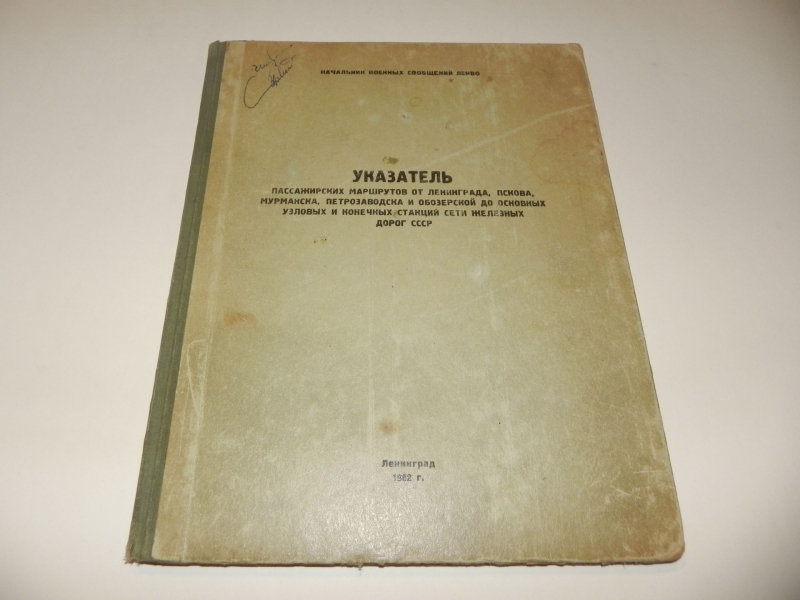 НАЧАЛЬНИК ВОЕННЫХ СООБЩЕНИЙ ЛЕНВО
УКАЗАТЕЛЬ
ПАССАЖИРСКИХ МАРШРУТОВ ОТ ЛЕНИНГРАДА, ПСКОВА,
МУРМАНСКА, ПЕТРОЗАВОДСКА И ОБОЗЕРСКОЙ ДО ОСНОВНЫХ
УЗЛОВЫХ И КОНЕЧНЫХ СТАНЦИЙ СЕТИ ЖЕЛЕЗНЫХ
ДОРОГ СССР
Ленинград
1982 г.